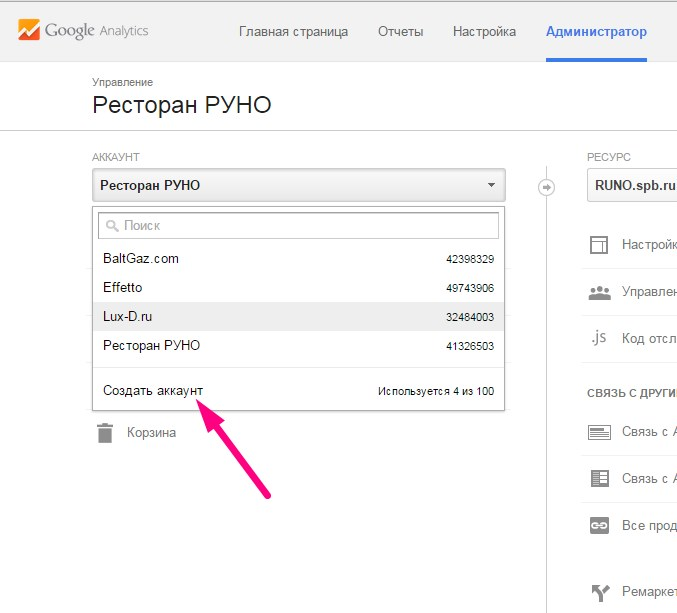 Google Analytics
Главная страница
Отчеты
Настройка
Администратор
Управление
Ресторан РУНО
АККАУНТ
Ресторан РУНО
Поиск
BaltGaz.com 42398329
Effetto 49743906
Lux-D.ru 32484003
Ресторан РУНО 41326503
Создать аккаунт Используется 4 из 100
Корзина
РЕСУРС
RUNO.spb.ru
Настройк
Управлен
.js Код отсл
СВЯЗЬ С ДРУГИ
Связь с A
Связь с A
Все прод
Ремаркет